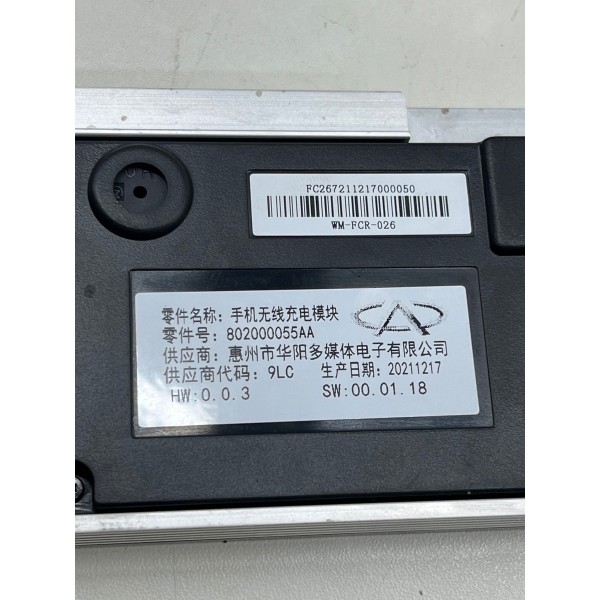 FC267211217000050
WM-FCR-026
零件名称: 手机无线充电模块
零件号: 802000055AA
供应商: 惠州市华阳多媒体电子有限公司
供应商代码: 9LC 生产日期: 20211217
HW:0.0.3 SW:00.01.18